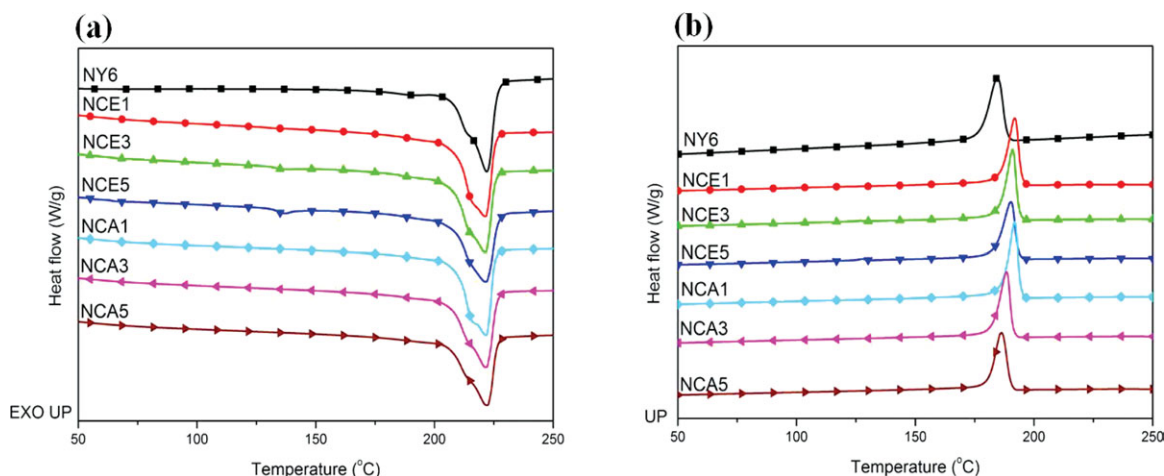 (a)
NY6
NCE1
NCE3
NCE5
NCA1
NCA3
NCA5
Heat flow (W/g)
EXO UP
50 100 150 200 250
Temperature (°C)
(b)
NY6
NCE1
NCE3
NCE5
NCA1
NCA3
NCA5
Heat flow (W/g)
UP
50 100 150 200 250
Temperature (°C)